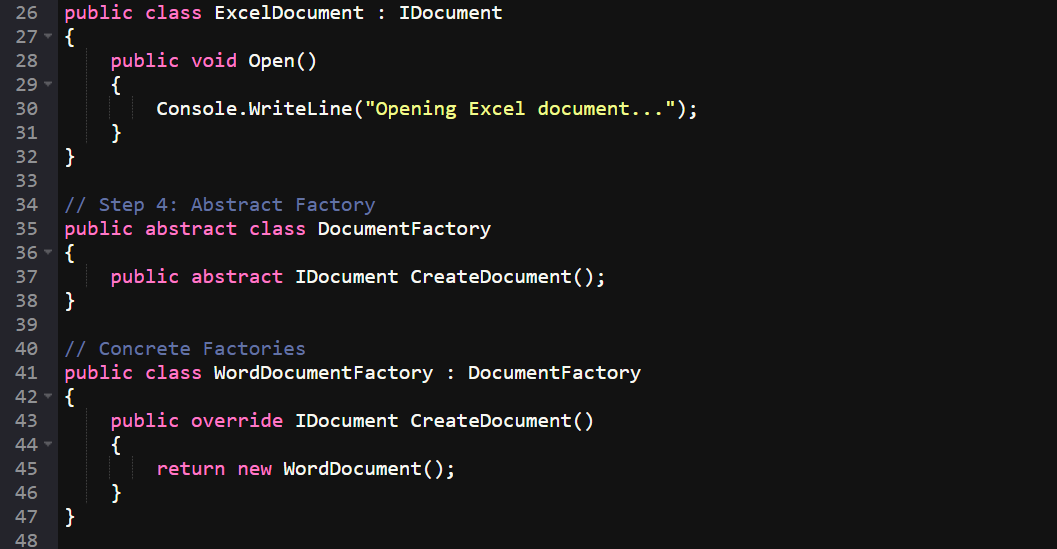 26 public class ExcelDocument : IDocument
27 {
28     public void Open()
29     {
30         Console.WriteLine("Opening Excel document...");
31     }
32 }
33
34 // Step 4: Abstract Factory
35 public abstract class DocumentFactory
36 {
37     public abstract IDocument CreateDocument();
38 }
39
40 // Concrete Factories
41 public class WordDocumentFactory : DocumentFactory
42 {
43     public override IDocument CreateDocument()
44     {
45         return new WordDocument();
46     }
47 }
48